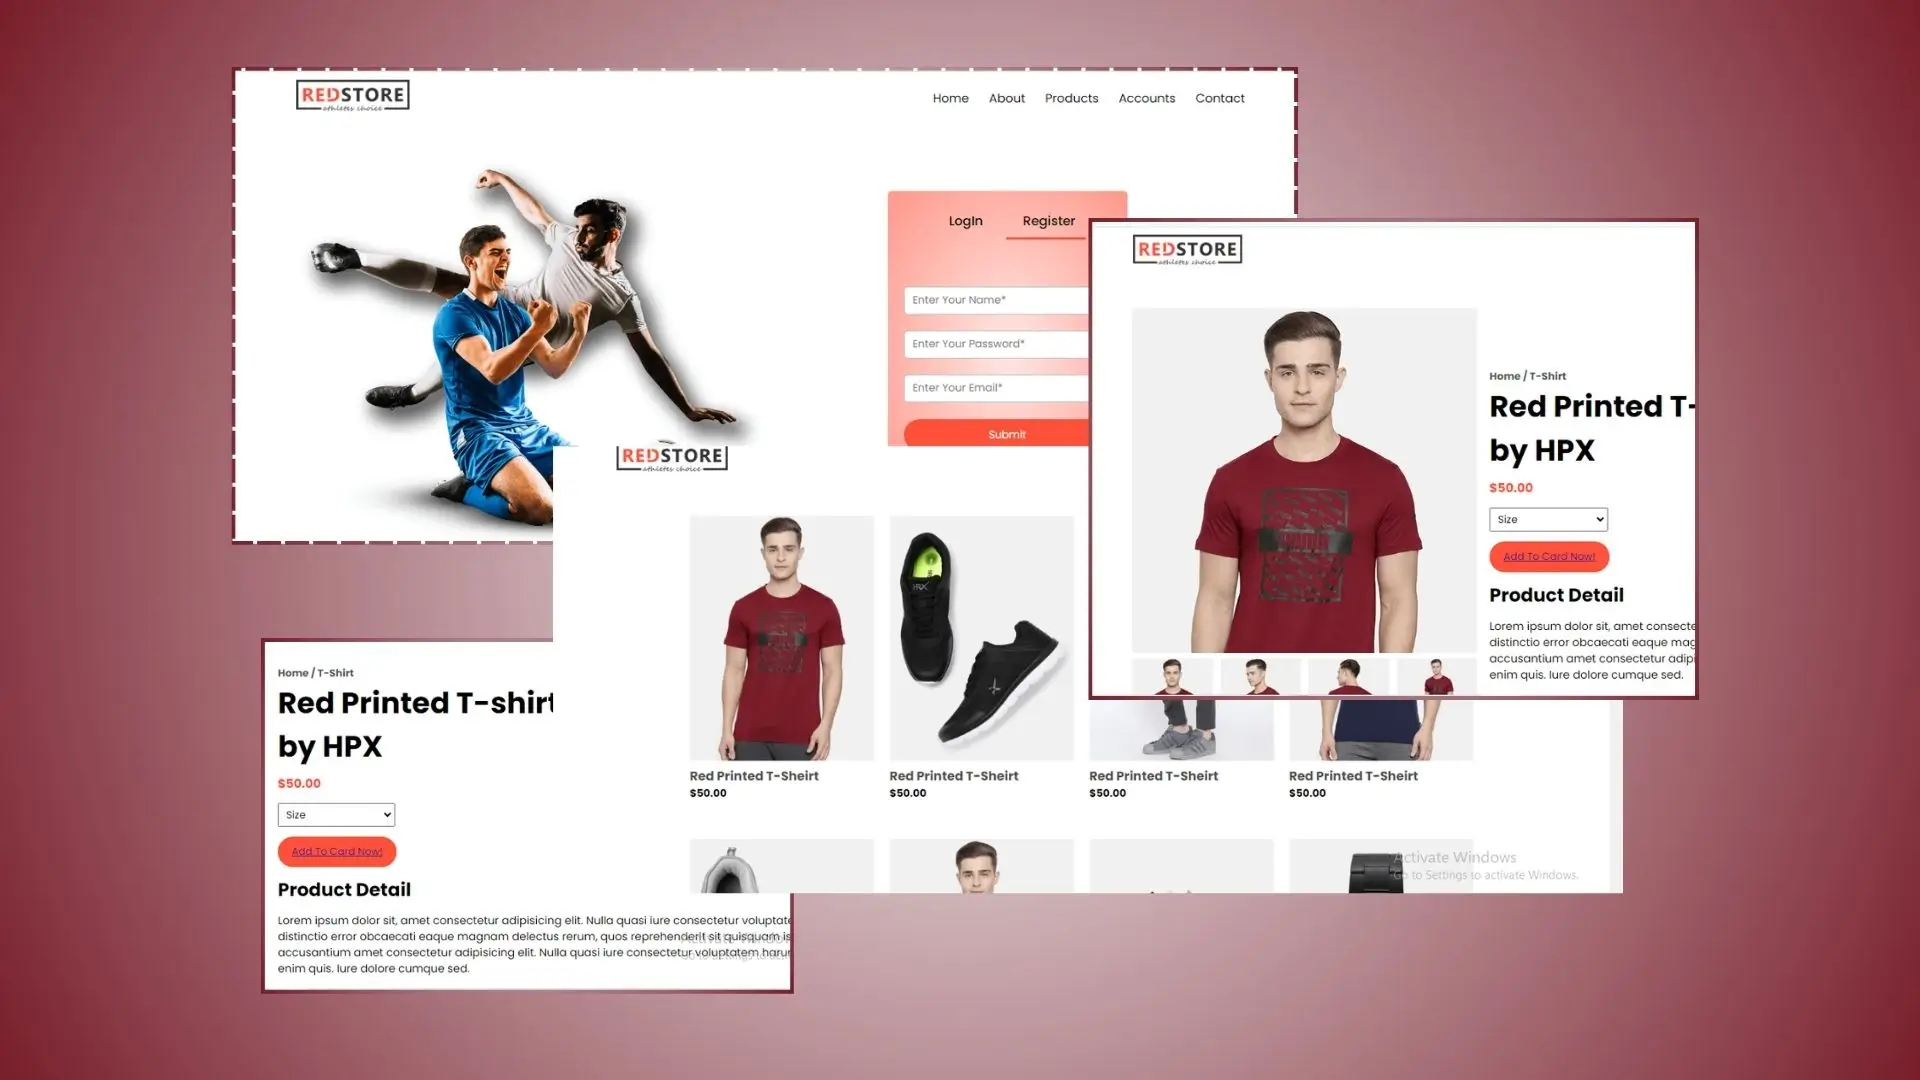 REDSTORE
athletes choice
Home About Products Accounts Contact
LogIn Register
Enter Your Name*
Enter Your Password*
Enter Your Email*
Submit
REDSTORE
athletes choice
Home / T-Shirt
Red Printed T-
by HPX
$50.00
Size
Add To Card Now!
Product Detail
Lorem ipsum dolor sit, amet consecte
distinctio error obcaecati eaque mag
accusantium amet consectetur adipi
enim quis. Iure dolore cumque sed.
REDSTORE
athletes choice
HRX
Red Printed T-Sheirt
$50.00
Red Printed T-Sheirt
$50.00
Red Printed T-Sheirt
$50.00
Red Printed T-Sheirt
$50.00
Activate Windows
Go to Settings to activate Windows.
Home / T-Shirt
Red Printed T-shirt
by HPX
$50.00
Size
Add To Card Now!
Product Detail
Lorem ipsum dolor sit, amet consectetur adipisicing elit. Nulla quasi iure consectetur voluptate
distinctio error obcaecati eaque magnam delectus rerum, quos reprehenderit sit quisquam is
accusantium amet consectetur adipisicing elit. Nulla quasi iure consectetur voluptatem harum
enim quis. Iure dolore cumque sed.